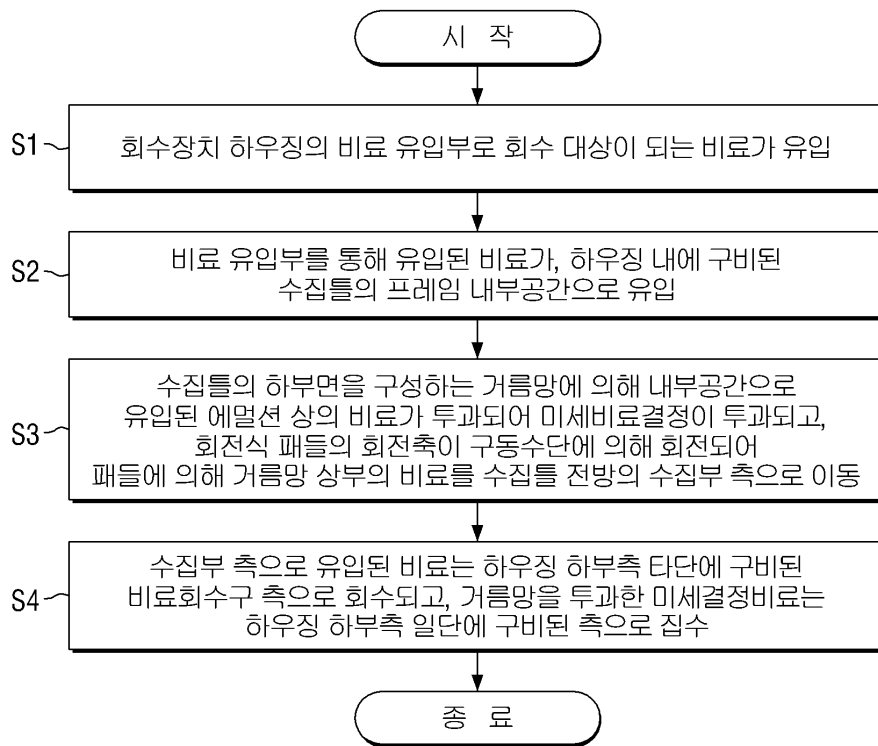 시 작
S1
회수장치 하우징의 비료 유입부로 회수 대상이 되는 비료가 유입
S2
비료 유입부를 통해 유입된 비료가, 하우징 내에 구비된
수집틀의 프레임 내부공간으로 유입
S3
수집틀의 하부면을 구성하는 거름망에 의해 내부공간으로
유입된 에멀션 상의 비료가 투과되어 미세비료결정이 투과되고,
회전식 패들의 회전축이 구동수단에 의해 회전되어
패들에 의해 거름망 상부의 비료를 수집틀 전방의 수집부 측으로 이동
S4
수집부 측으로 유입된 비료는 하우징 하부측 타단에 구비된
비료회수구 측으로 회수되고, 거름망을 투과한 미세결정비료는
하우징 하부측 일단에 구비된 측으로 집수
종 료